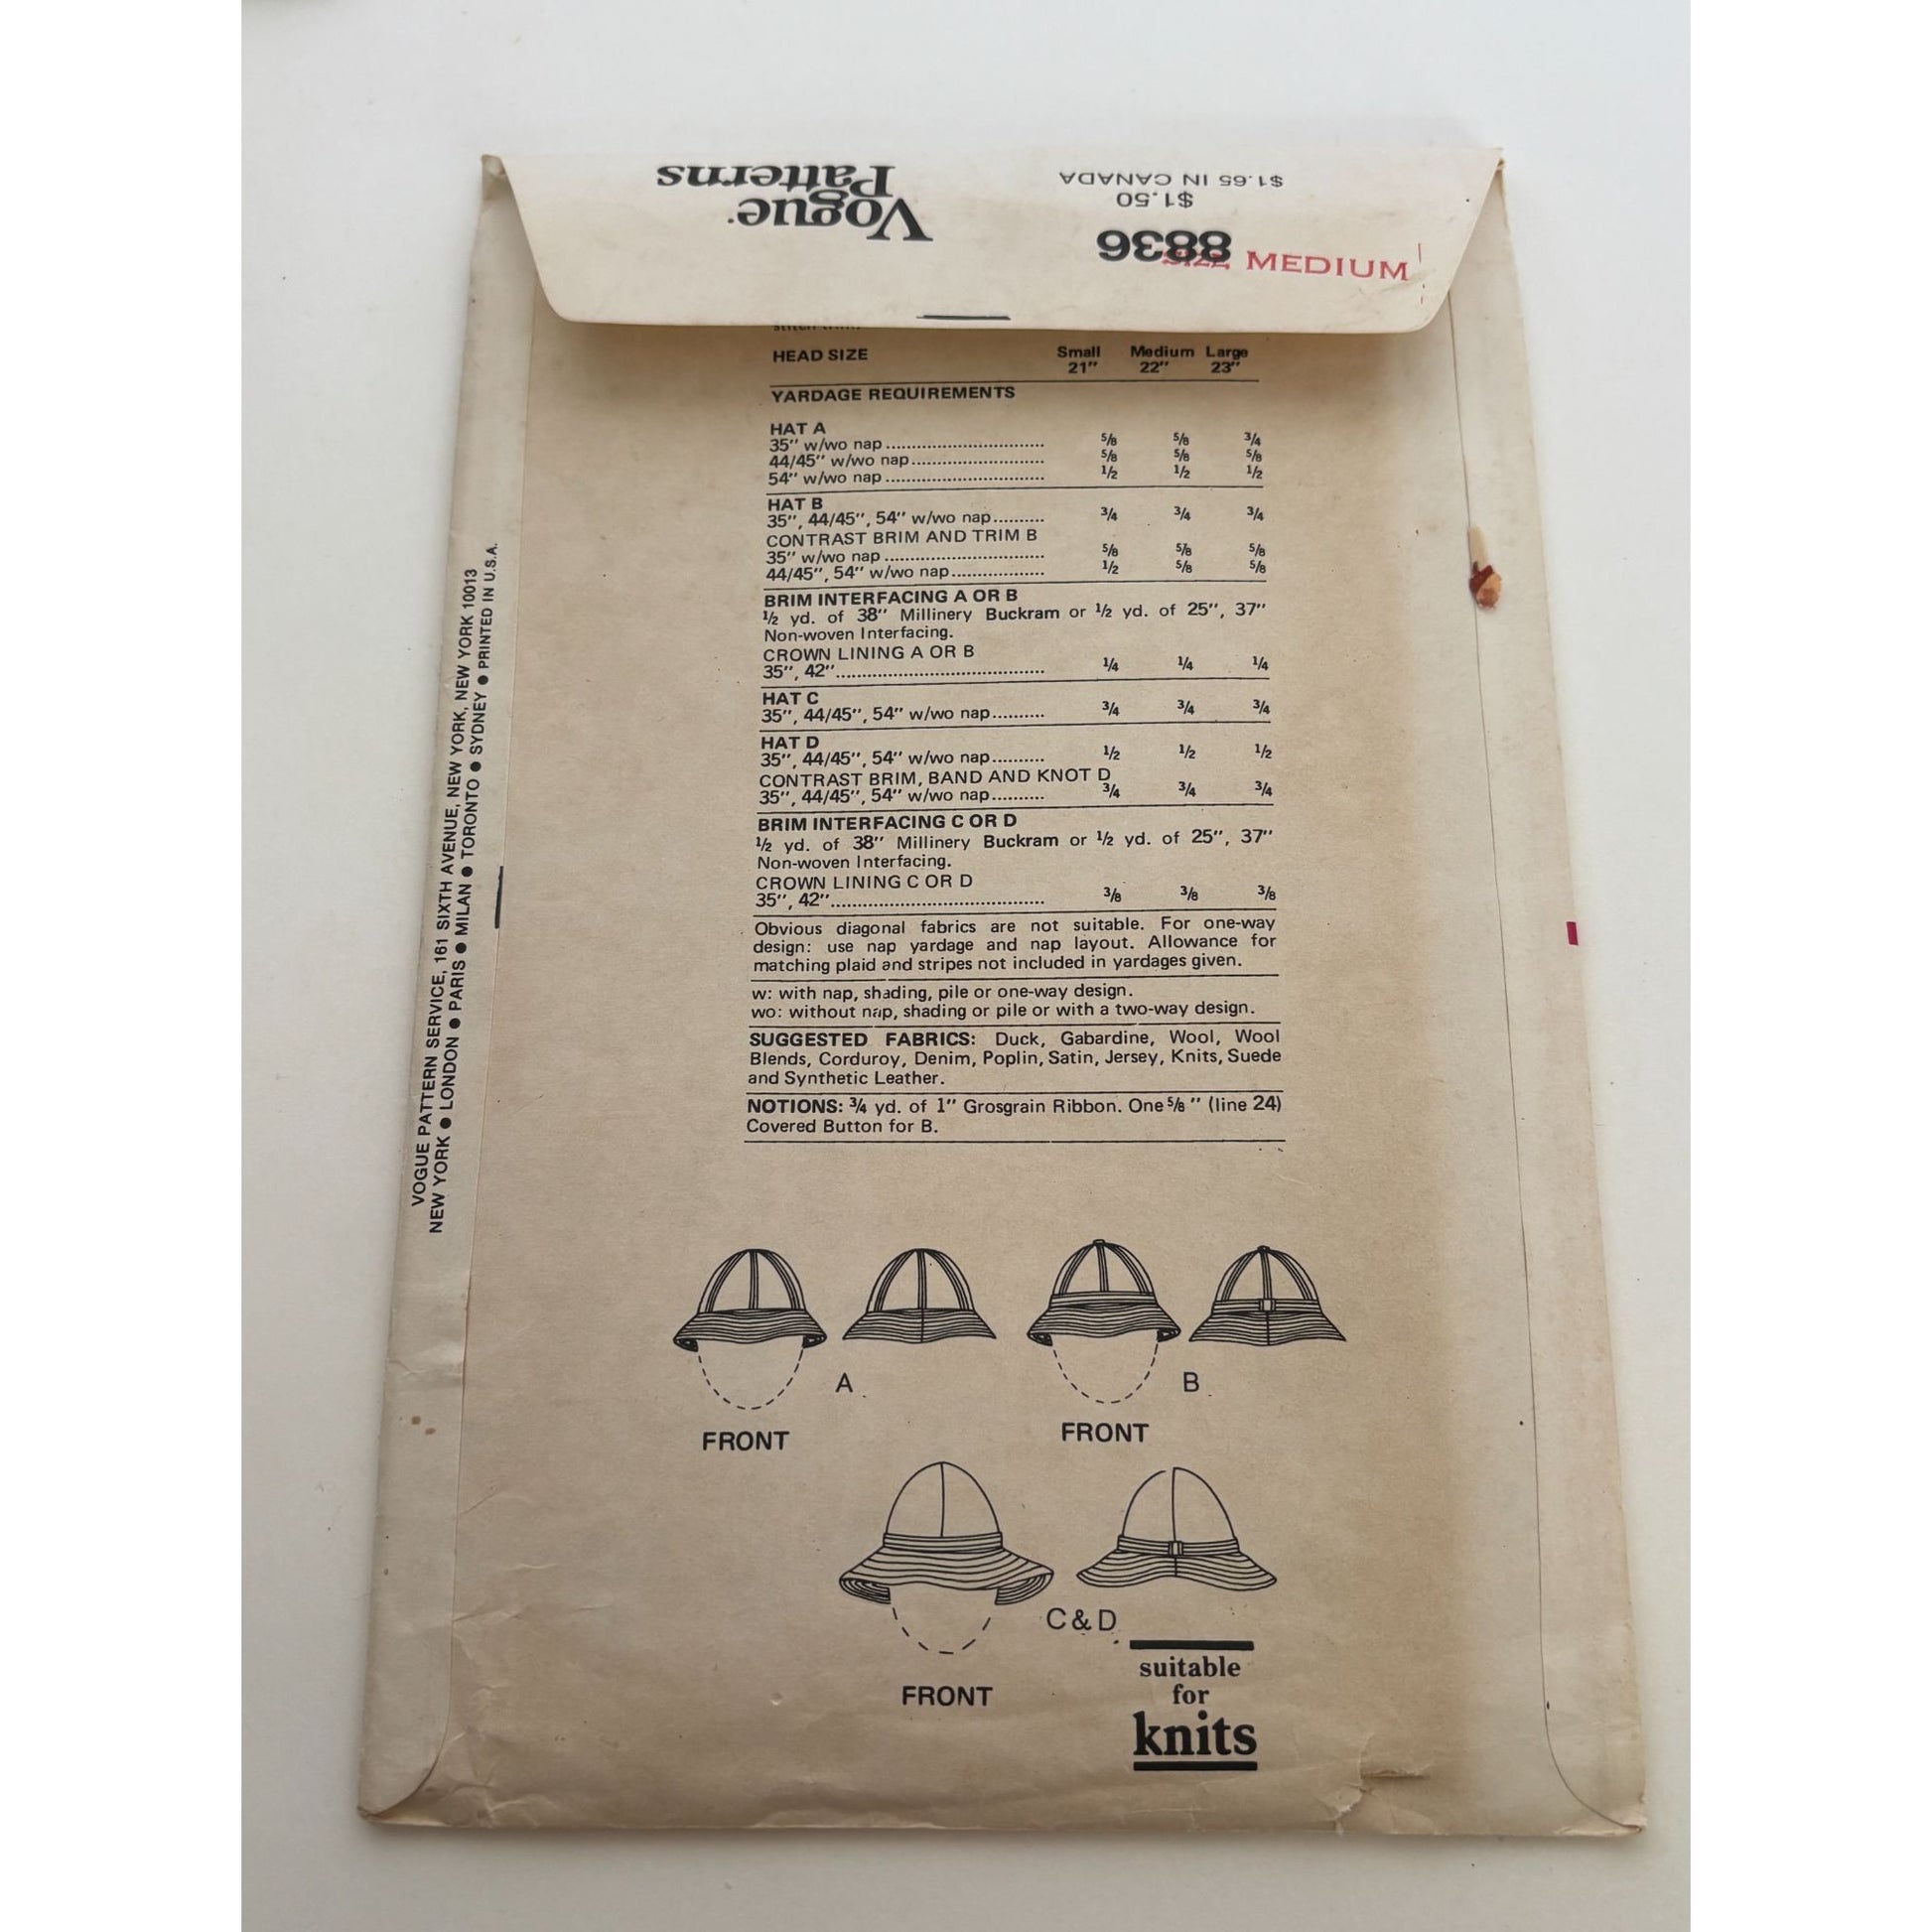 Vogue
Patterns
8836
$1.50
$1.65 IN CANADA
SIZE MEDIUM
HEAD SIZE Small Medium Large
21" 22" 23"
YARDAGE REQUIREMENTS
HAT A
35" w/wo nap ................................ 5/8 5/8 3/4
44/45" w/wo nap........................... 5/8 5/8 5/8
54" w/wo nap ................................ 1/2 1/2 1/2
HAT B
35", 44/45", 54" w/wo nap.......... 3/4 3/4 3/4
CONTRAST BRIM AND TRIM B
35" w/wo nap ................................ 5/8 5/8 5/8
44/45", 54" w/wo nap................... 1/2 5/8 5/8
BRIM INTERFACING A OR B
1/2 yd. of 38" Millinery Buckram or 1/2 yd. of 25", 37"
Non-woven Interfacing.
CROWN LINING A OR B
35", 42".......................................... 1/4 1/4 1/4
HAT C
35", 44/45", 54" w/wo nap.......... 3/4 3/4 3/4
HAT D
35", 44/45", 54" w/wo nap.......... 1/2 1/2 1/2
CONTRAST BRIM, BAND AND KNOT D
35", 44/45", 54" w/wo nap.......... 3/4 3/4 3/4
BRIM INTERFACING C OR D
1/2 yd. of 38" Millinery Buckram or 1/2 yd. of 25", 37"
Non-woven Interfacing.
CROWN LINING C OR D
35", 42".......................................... 3/8 3/8 3/8
Obvious diagonal fabrics are not suitable. For one-way
design: use nap yardage and nap layout. Allowance for
matching plaid and stripes not included in yardages given.
w: with nap, shading, pile or one-way design.
wo: without nap, shading or pile or with a two-way design.
SUGGESTED FABRICS: Duck, Gabardine, Wool, Wool
Blends, Corduroy, Denim, Poplin, Satin, Jersey, Knits, Suede
and Synthetic Leather.
NOTIONS: 3/4 yd. of 1" Grosgrain Ribbon. One 5/8" (line 24)
Covered Button for B.
A
FRONT
B
FRONT
C & D
FRONT
suitable
for
knits
VOGUE PATTERN SERVICE, 161 SIXTH AVENUE, NEW YORK, NEW YORK 10013
NEW YORK ● LONDON ● PARIS ● MILAN ● TORONTO ● SYDNEY ● PRINTED IN U.S.A.